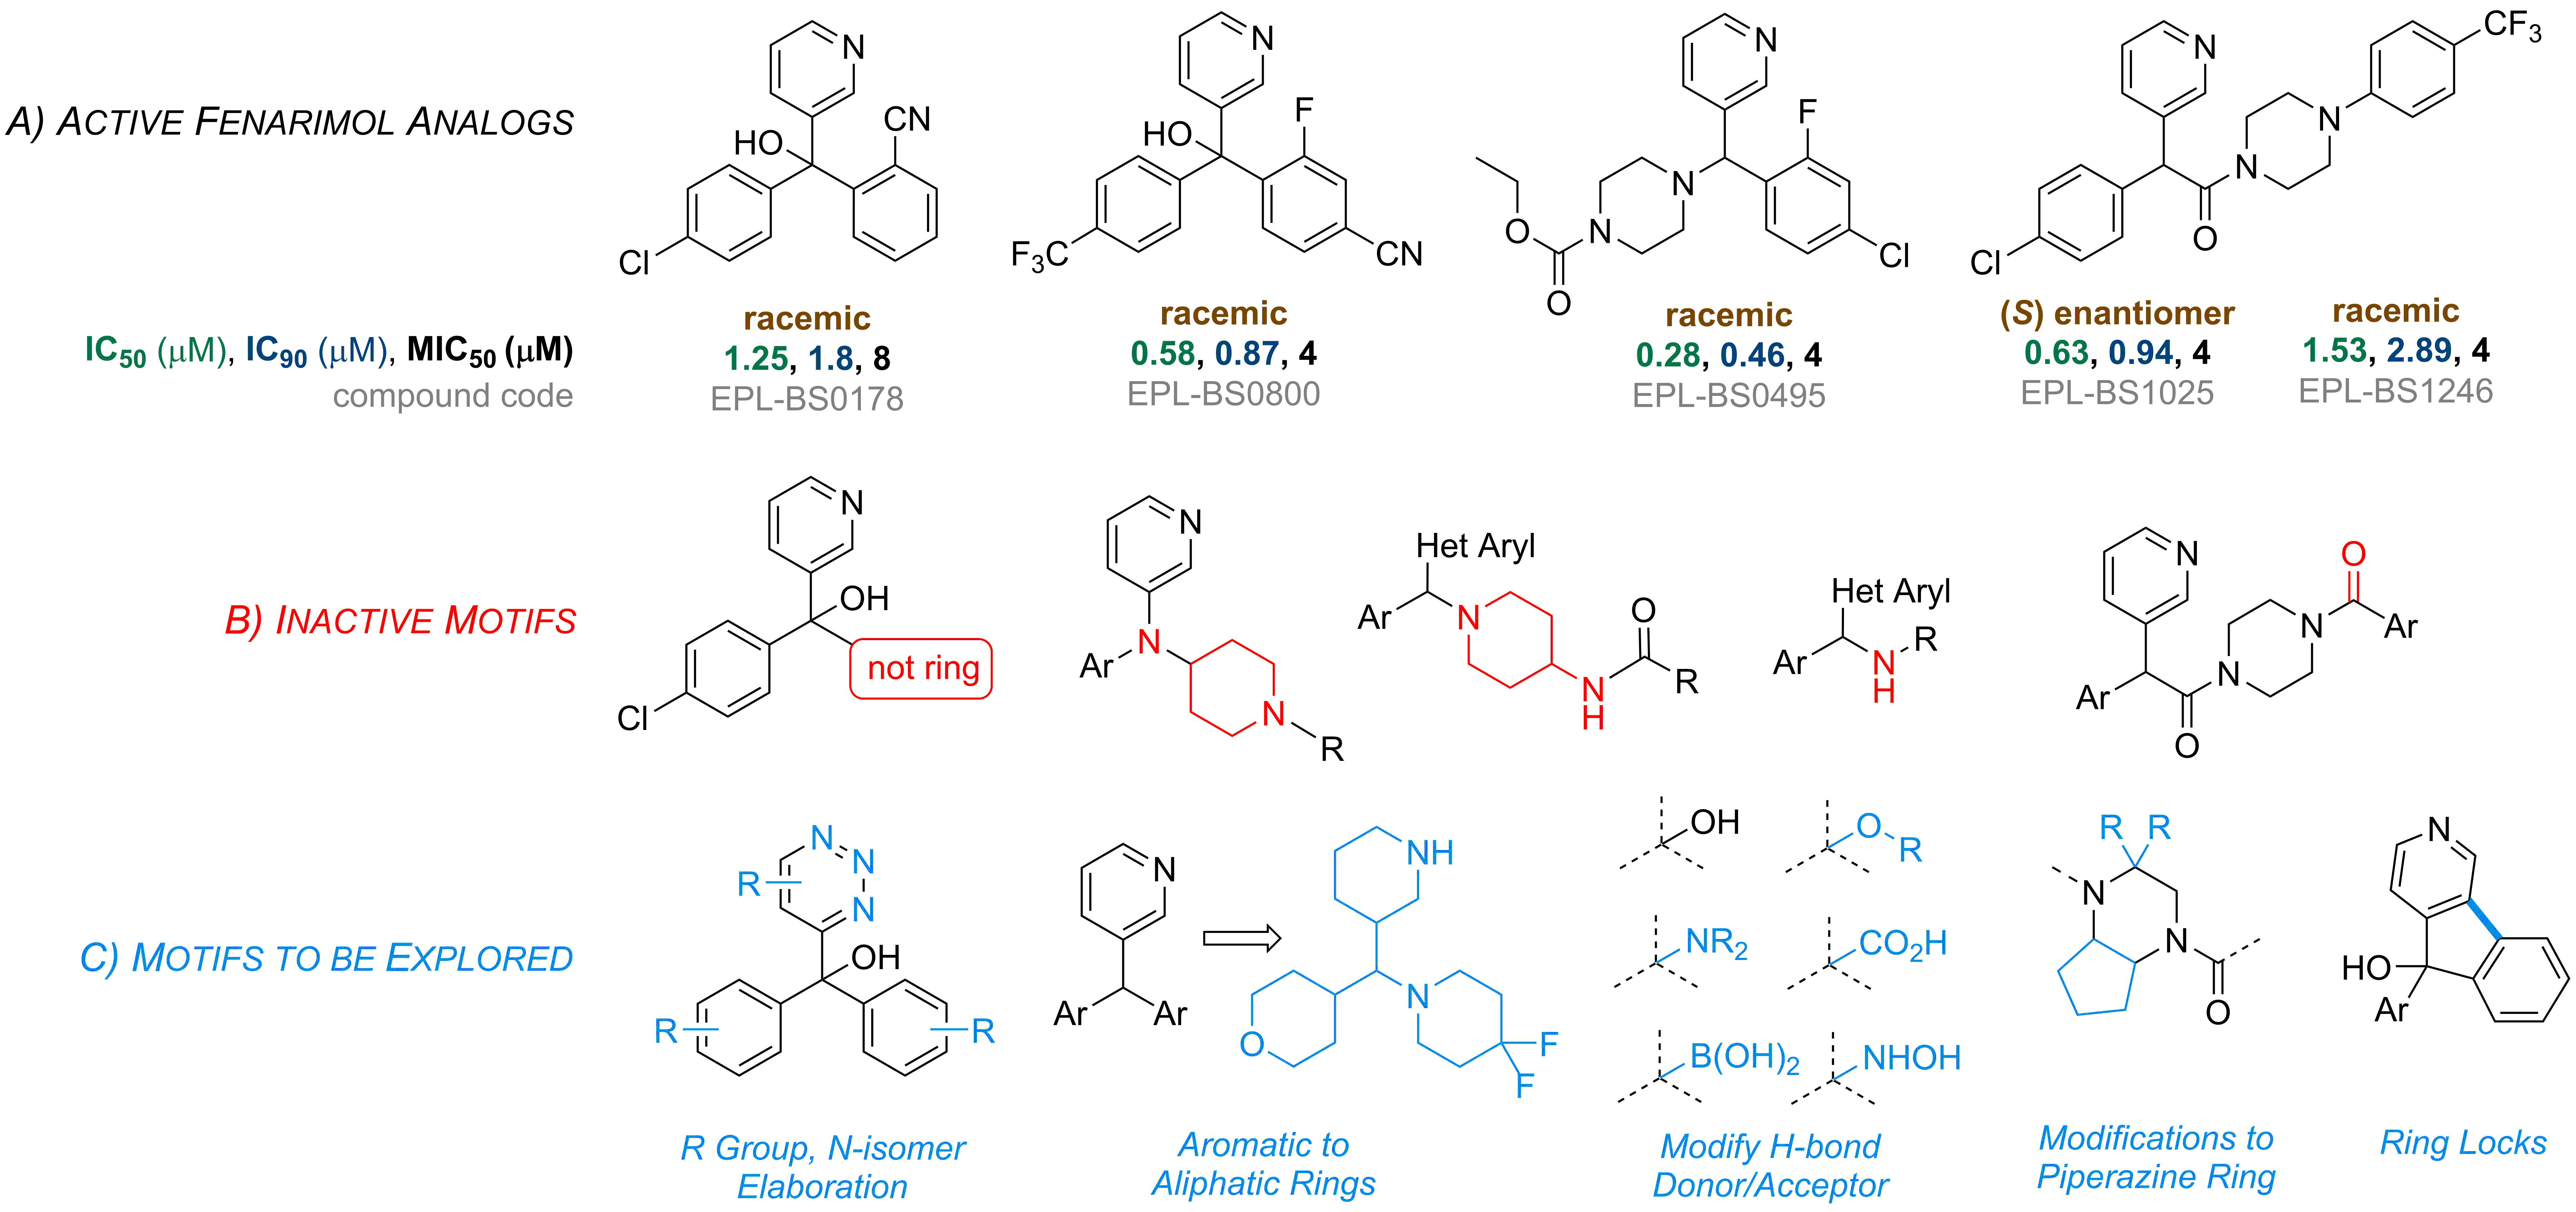 A) ACTIVE FENARIMOL ANALOGS
N
HO
CN
Cl
N
HO
F
F3C
CN
N
F
N
N
O
O
Cl
N
CF3
N
N
O
Cl
IC50 (μM), IC90 (μM), MIC50 (μM)
compound code
racemic
1.25, 1.8, 8
EPL-BS0178
racemic
0.58, 0.87, 4
EPL-BS0800
racemic
0.28, 0.46, 4
EPL-BS0495
(S) enantiomer
0.63, 0.94, 4
EPL-BS1025
racemic
1.53, 2.89, 4
EPL-BS1246
B) INACTIVE MOTIFS
N
OH
not ring
Cl
N
N
Ar
N
R
Het Aryl
Ar
N
O
N
H
R
Het Aryl
Ar
N
H
R
N
O
N
Ar
Ar
N
O
C) MOTIFS TO BE EXPLORED
N
N
N
R
OH
R
R
N
Ar
Ar
NH
N
O
F
F
OH
O
R
NR2
CO2H
B(OH)2
NHOH
R
R
N
N
O
N
HO
Ar
R Group, N-isomer
Elaboration
Aromatic to
Aliphatic Rings
Modify H-bond
Donor/Acceptor
Modifications to
Piperazine Ring
Ring Locks